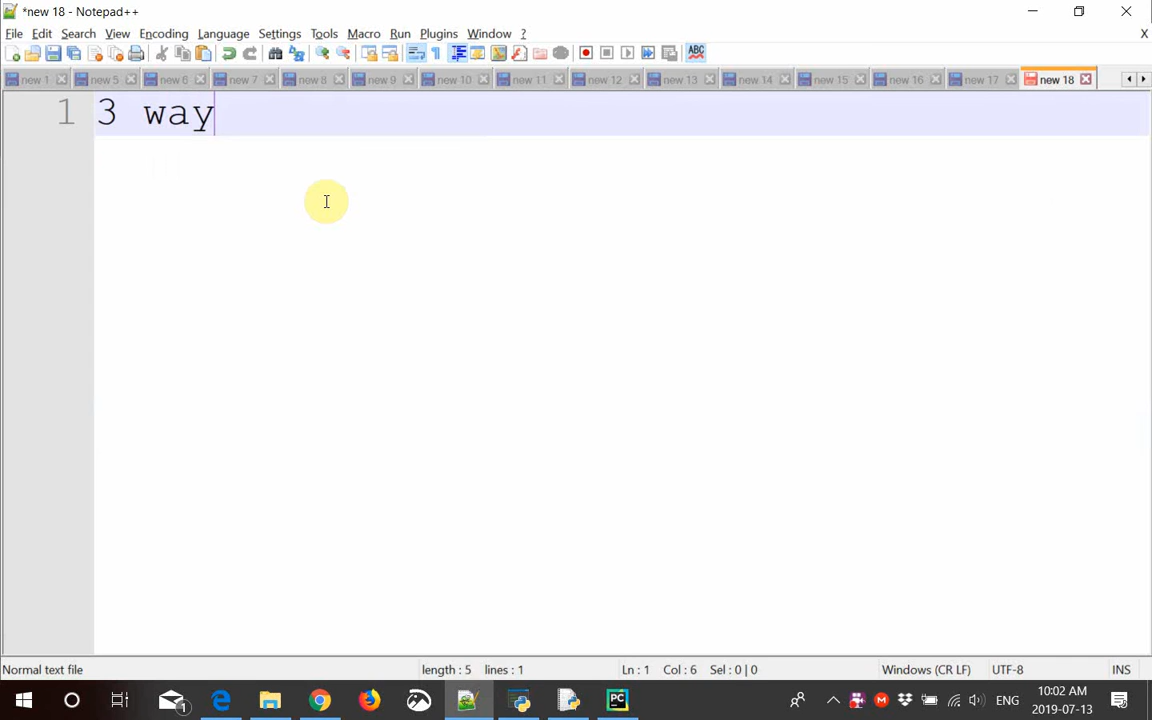 *new 18 - Notepad++
File Edit Search View Encoding Language Settings Tools Macro Run Plugins Window ? X
ABC
new 1 new 5 new 6 new 7 new 8 new 9 new 10 new 11 new 12 new 13 new 14 new 15 new 16 new 17 new 18
1 3 way
Normal text file length : 5 lines : 1 Ln : 1 Col : 6 Sel : 0 | 0 Windows (CR LF) UTF-8 INS
1 PC ENG 10:02 AM
2019-07-13